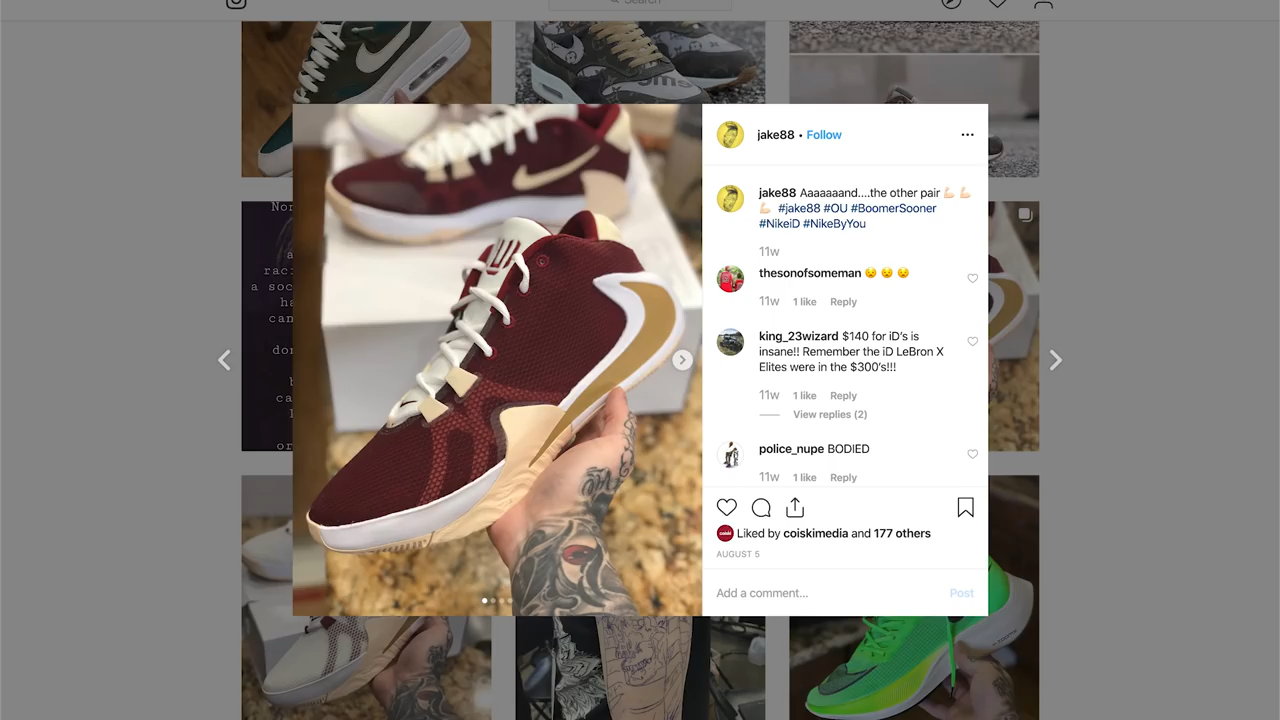 Search
jake88 • Follow
jake88 Aaaaaaand....the other pair 💪🏻 💪🏻
💪🏻 #jake88 #OU #BoomerSooner
#NikeiD #NikeByYou
11w
thesonofsomeman 😣 😣 😣
11w 1 like Reply
king_23wizard $140 for iD's is
insane!! Remember the iD LeBron X
Elites were in the $300's!!!
11w 1 like Reply
View replies (2)
police_nupe BODIED
11w 1 like Reply
Liked by coiskimedia and 177 others
AUGUST 5
Add a comment... Post